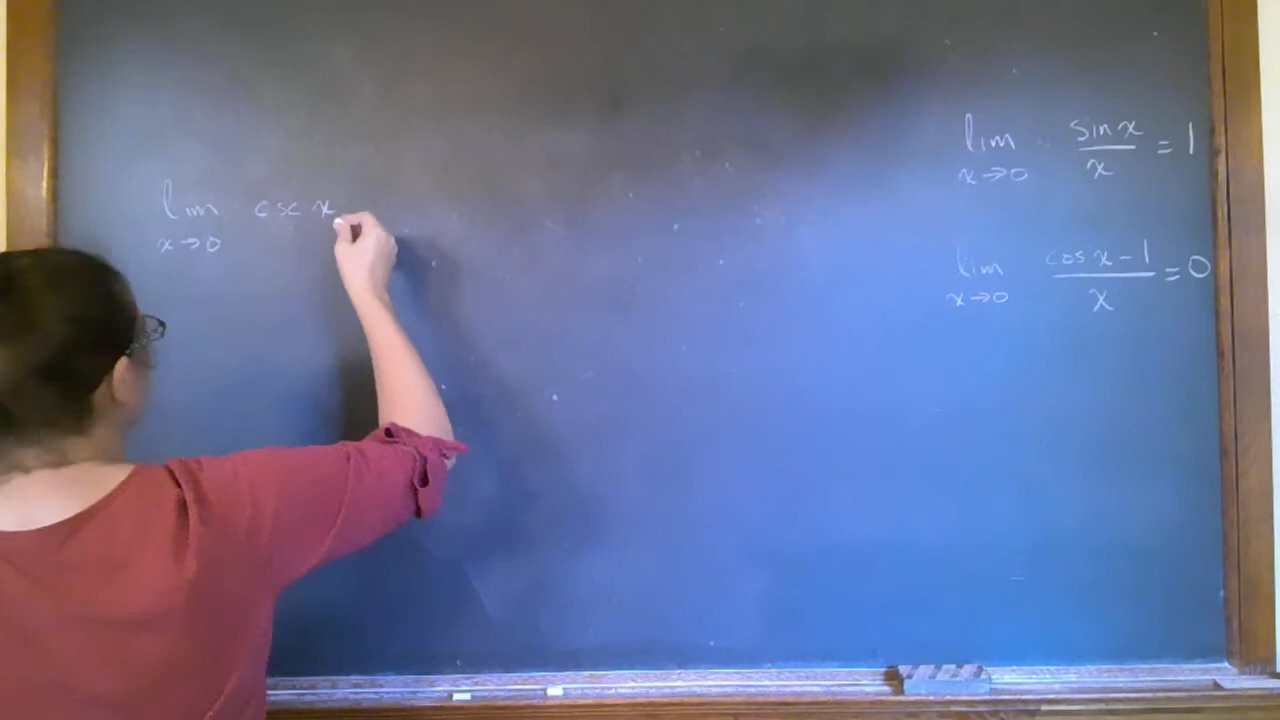 lim csc x
x→0
lim sin x / x = 1
x→0
lim cos x − 1 / x = 0
x→0